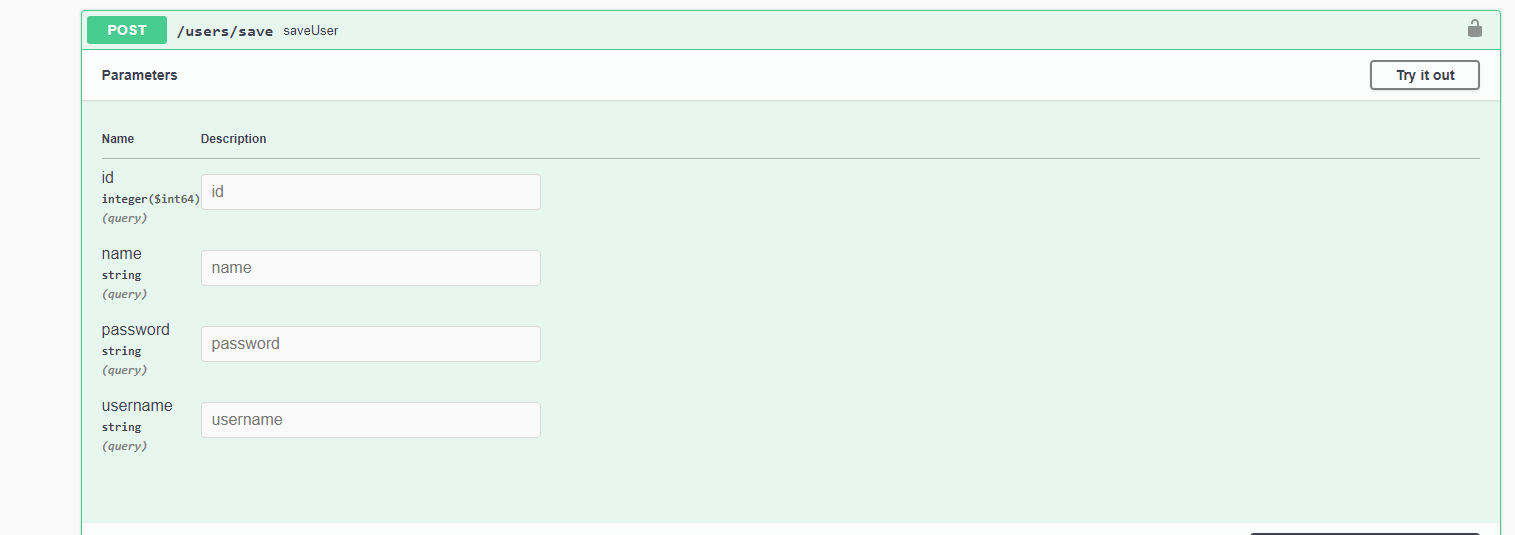 POST /users/save saveUser
Parameters Try it out
Name Description
id
integer($int64) id
(query)
name
string name
(query)
password
string password
(query)
username
string username
(query)